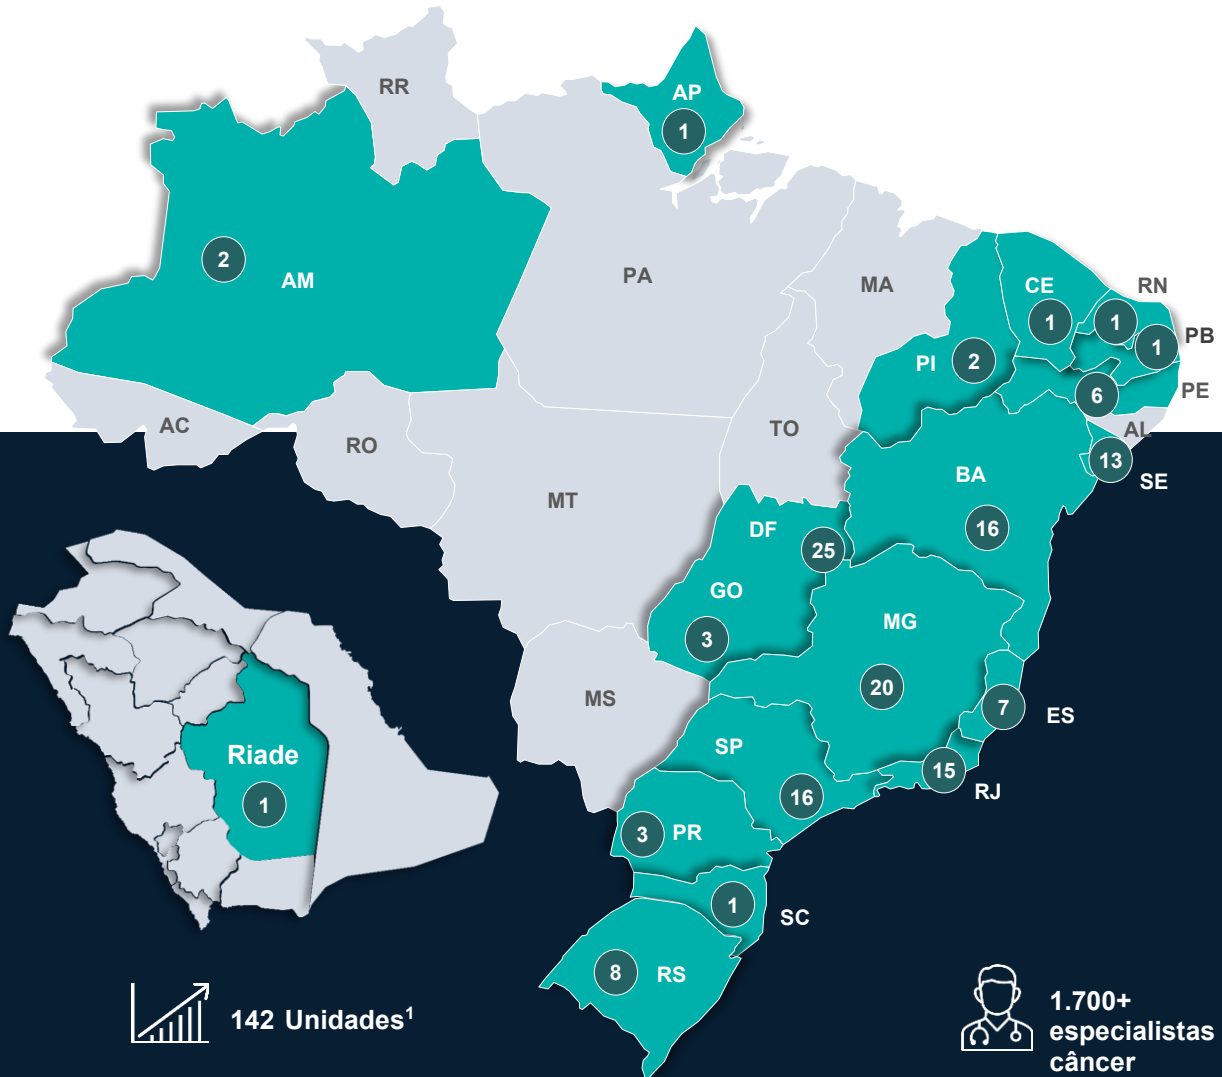 RR
AP
1
2
AM
PA
MA
CE
1
RN
1
PB
1
PI
2
PE
6
AC
RO
TO
AL
13
SE
BA
16
MT
DF
25
GO
3
MG
20
MS
ES
7
SP
16
RJ
15
Riade
1
3
PR
1
SC
8
RS
142 Unidades¹
1.700+
especialistas
câncer